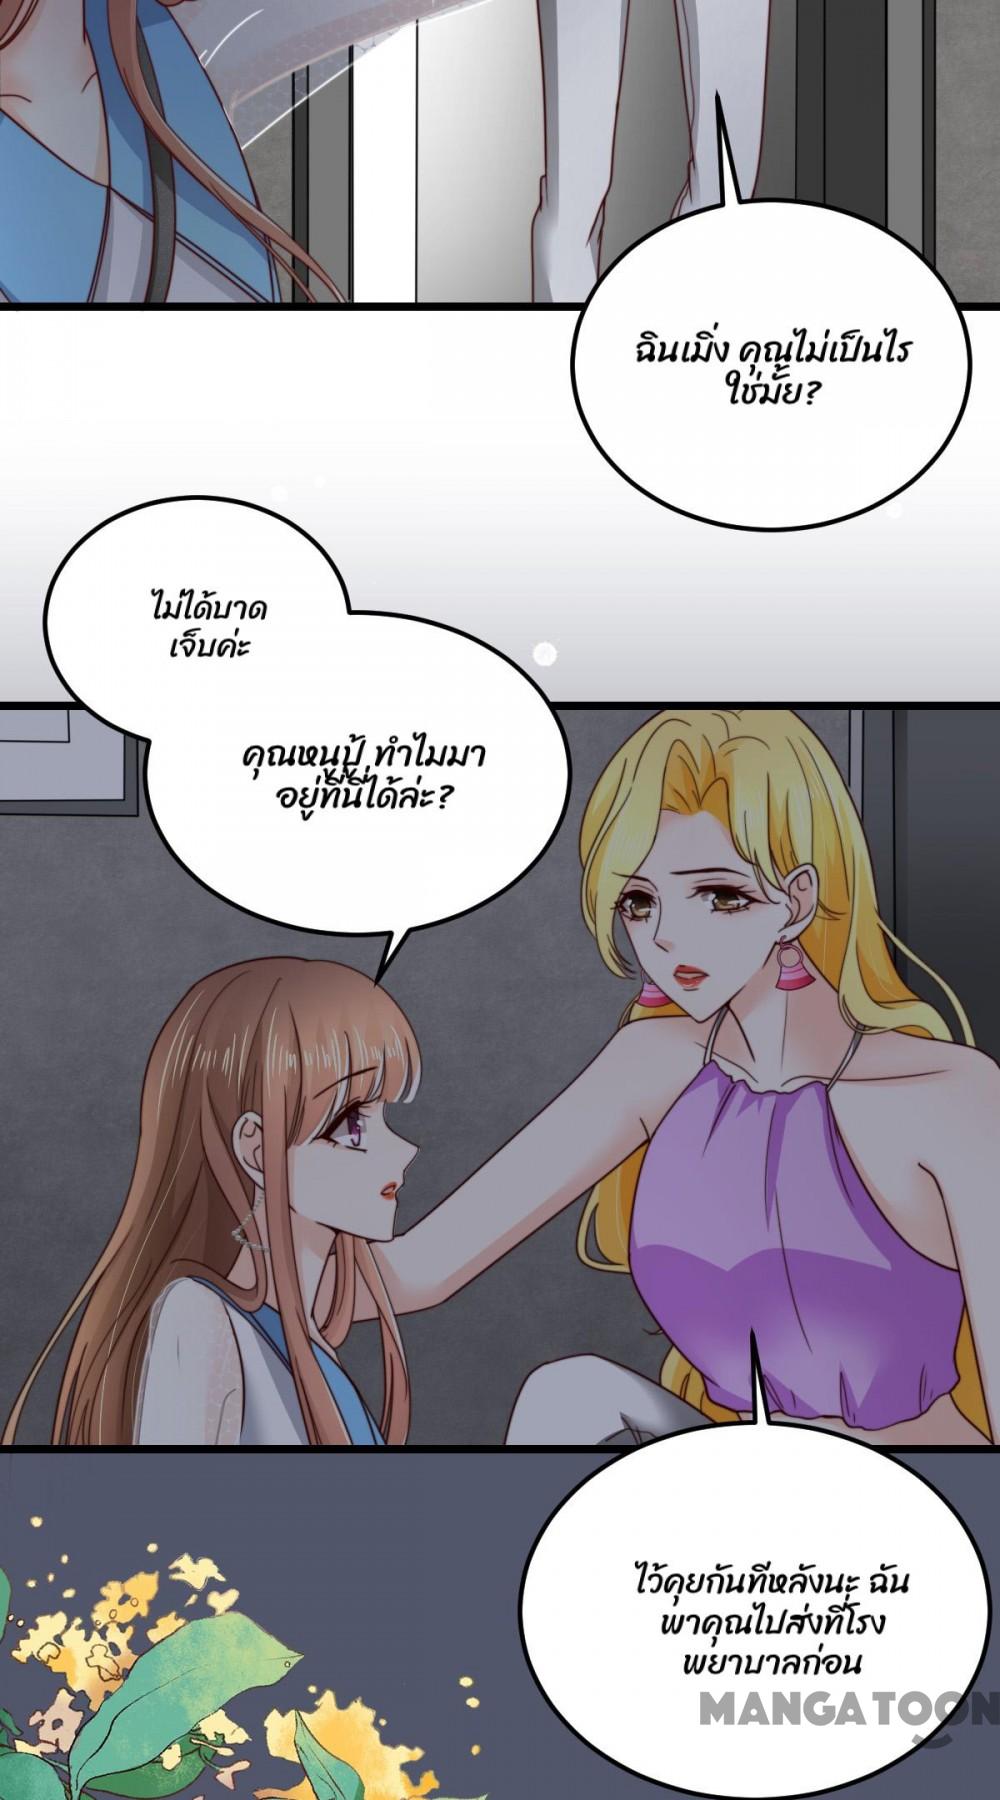 ฉินเมิ่ง คุณไม่เป็นไร
ใช่มั้ย?
ไม่ได้บาด
เจ็บค่ะ
คุณหนูปู้ ทำไมมา
อยู่ที่นี่ได้ล่ะ?
ไว้คุยกันทีหลังนะ ฉัน
พาคุณไปส่งที่โรง
พยาบาลก่อน
MANGATOON